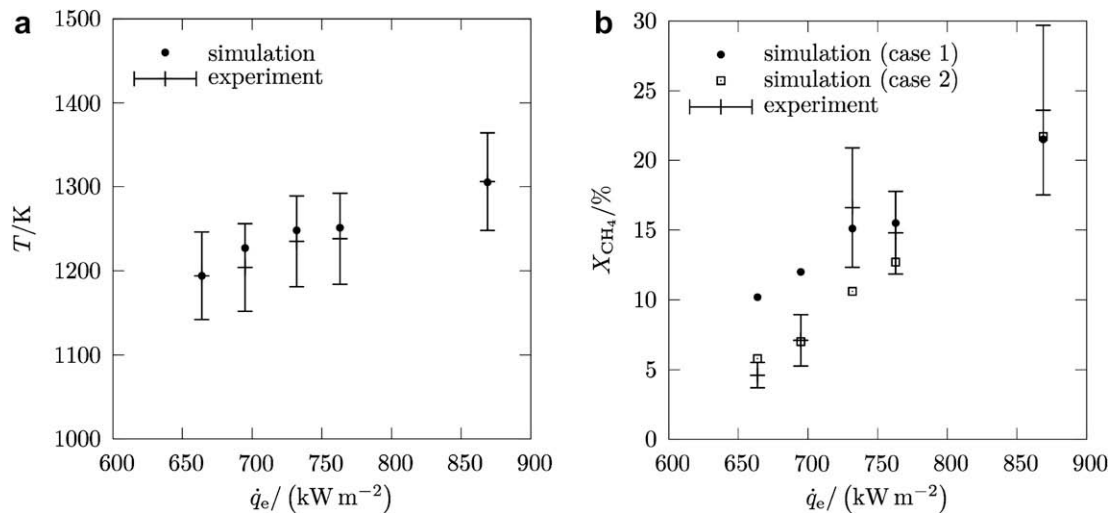 a
1500
1400
1300
1200
1100
1000
T/K
simulation
experiment
600 650 700 750 800 850 900
q̇e/ (kW m−2)
b
30
25
20
15
10
5
0
XCH4/%
simulation (case 1)
simulation (case 2)
experiment
600 650 700 750 800 850 900
q̇e/ (kW m−2)